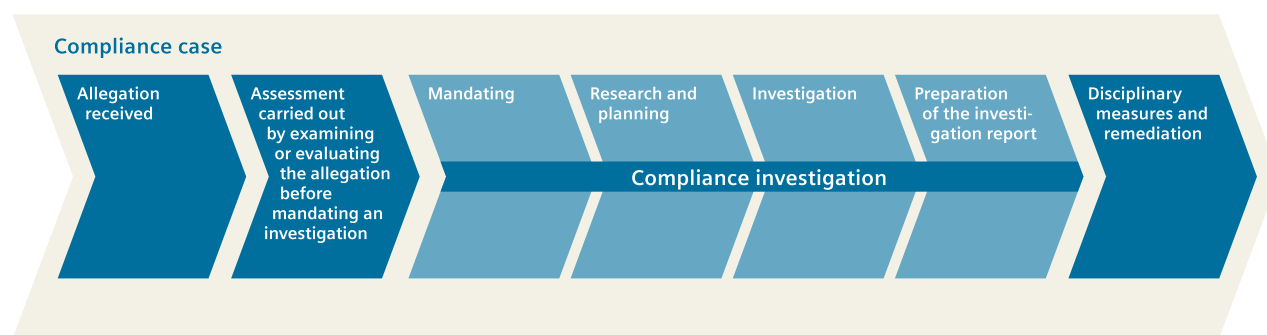 Compliance case
Allegation
received
Assessment
carried out
by examining
or evaluating
the allegation
before
mandating an
investigation
Mandating
Research and
planning
Investigation
Preparation
of the investi-
gation report
Disciplinary
measures and
remediation
Compliance investigation